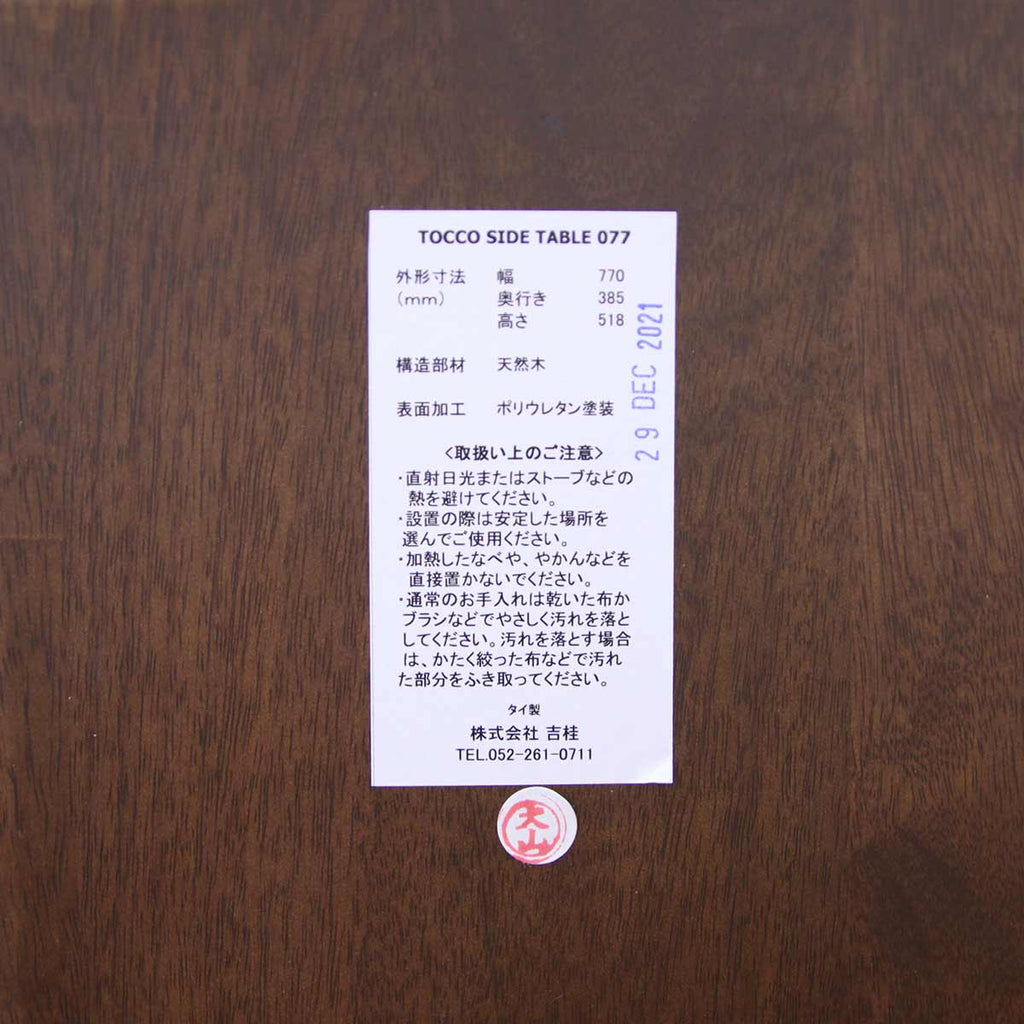 TOCCO SIDE TABLE 077
外形寸法 幅 770
（mm） 奥行き 385
高さ 518
構造部材 天然木
表面加工 ポリウレタン塗装
29 DEC 2021
<取扱い上のご注意>
・直射日光またはストーブなどの
熱を避けてください。
・設置の際は安定した場所を
選んでご使用ください。
・加熱したなべや、やかんなどを
直接置かないでください。
・通常のお手入れは乾いた布か
ブラシなどでやさしく汚れを落と
してください。汚れを落とす場合
は、かたく絞った布などで汚れ
た部分をふき取ってください。
タイ製
株式会社 吉桂
TEL.052-261-0711
天
山